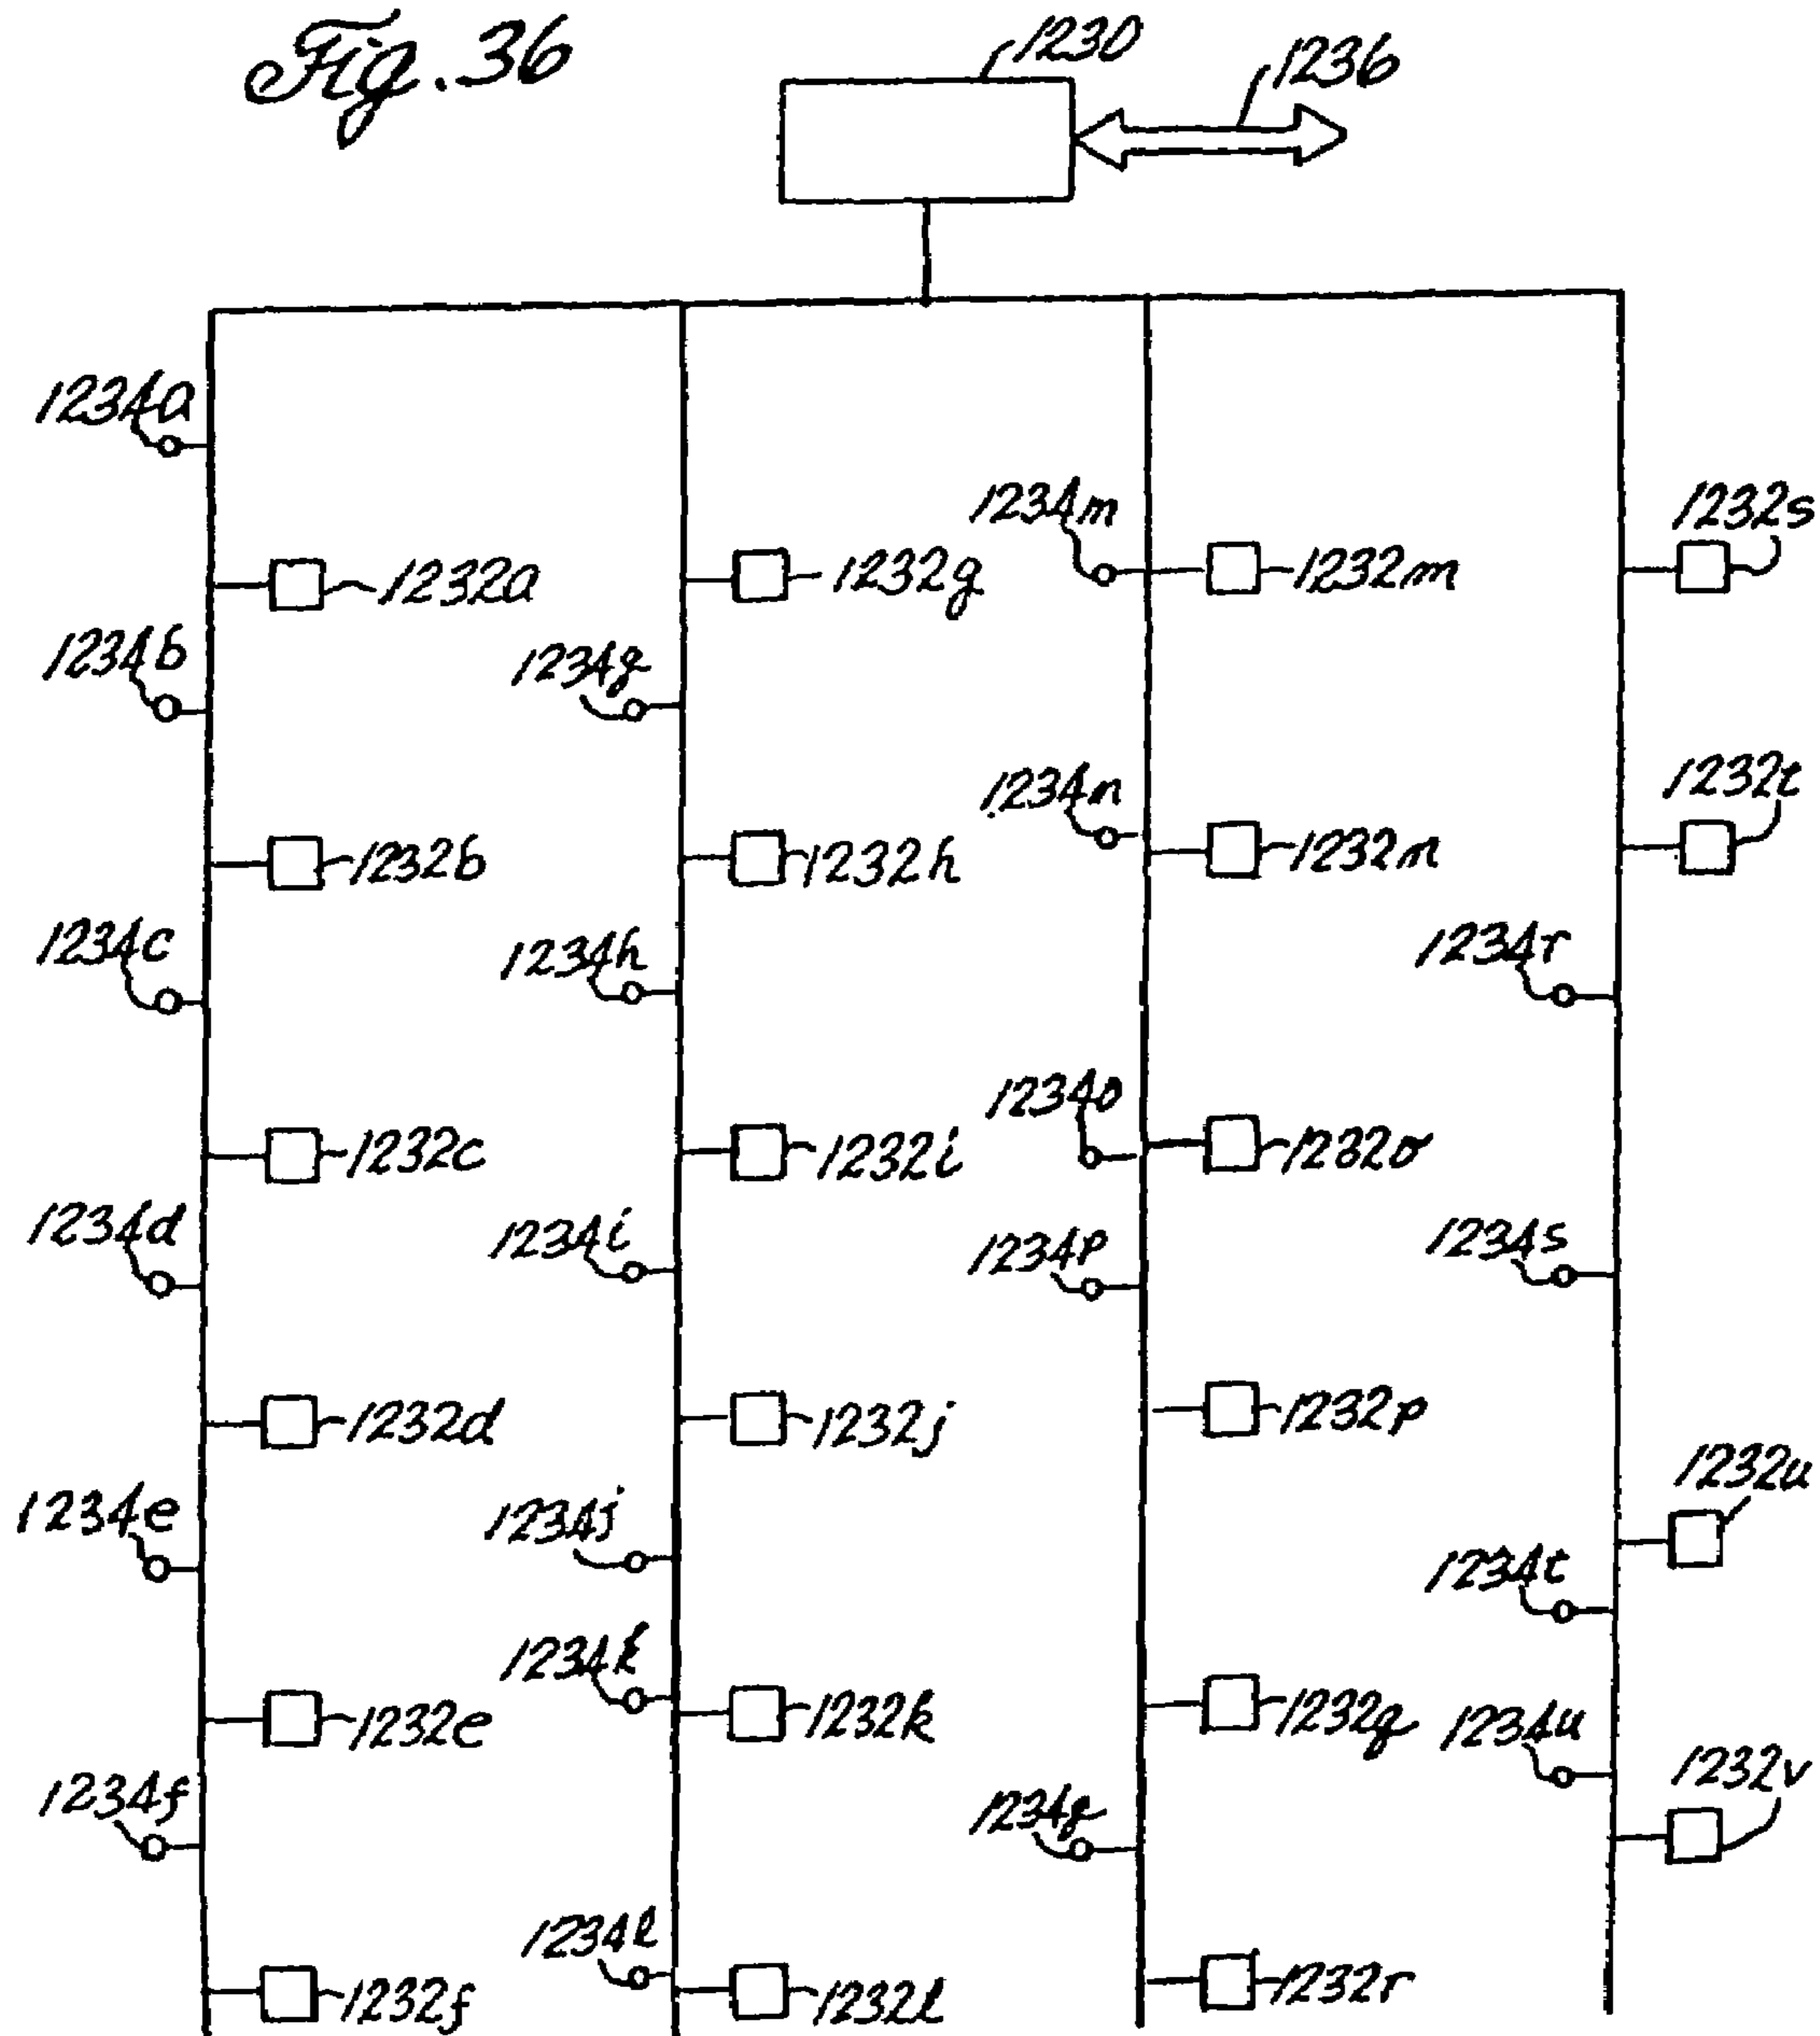 Fig. 36
1230
1236
1234a
1232a
1232g
1234m
1232m
1232s
1234b
1234g
1232b
1232h
1234n
1232n
1232t
1234c
1234h
1234r
1232c
1232i
1234o
1232o
1234d
1234i
1234p
1234s
1232d
1232j
1232p
1232u
1234e
1234j
1234t
1234k
1232e
1232k
1232q
1234u
1232v
1234f
1234q
1234l
1232f
1232l
1232r